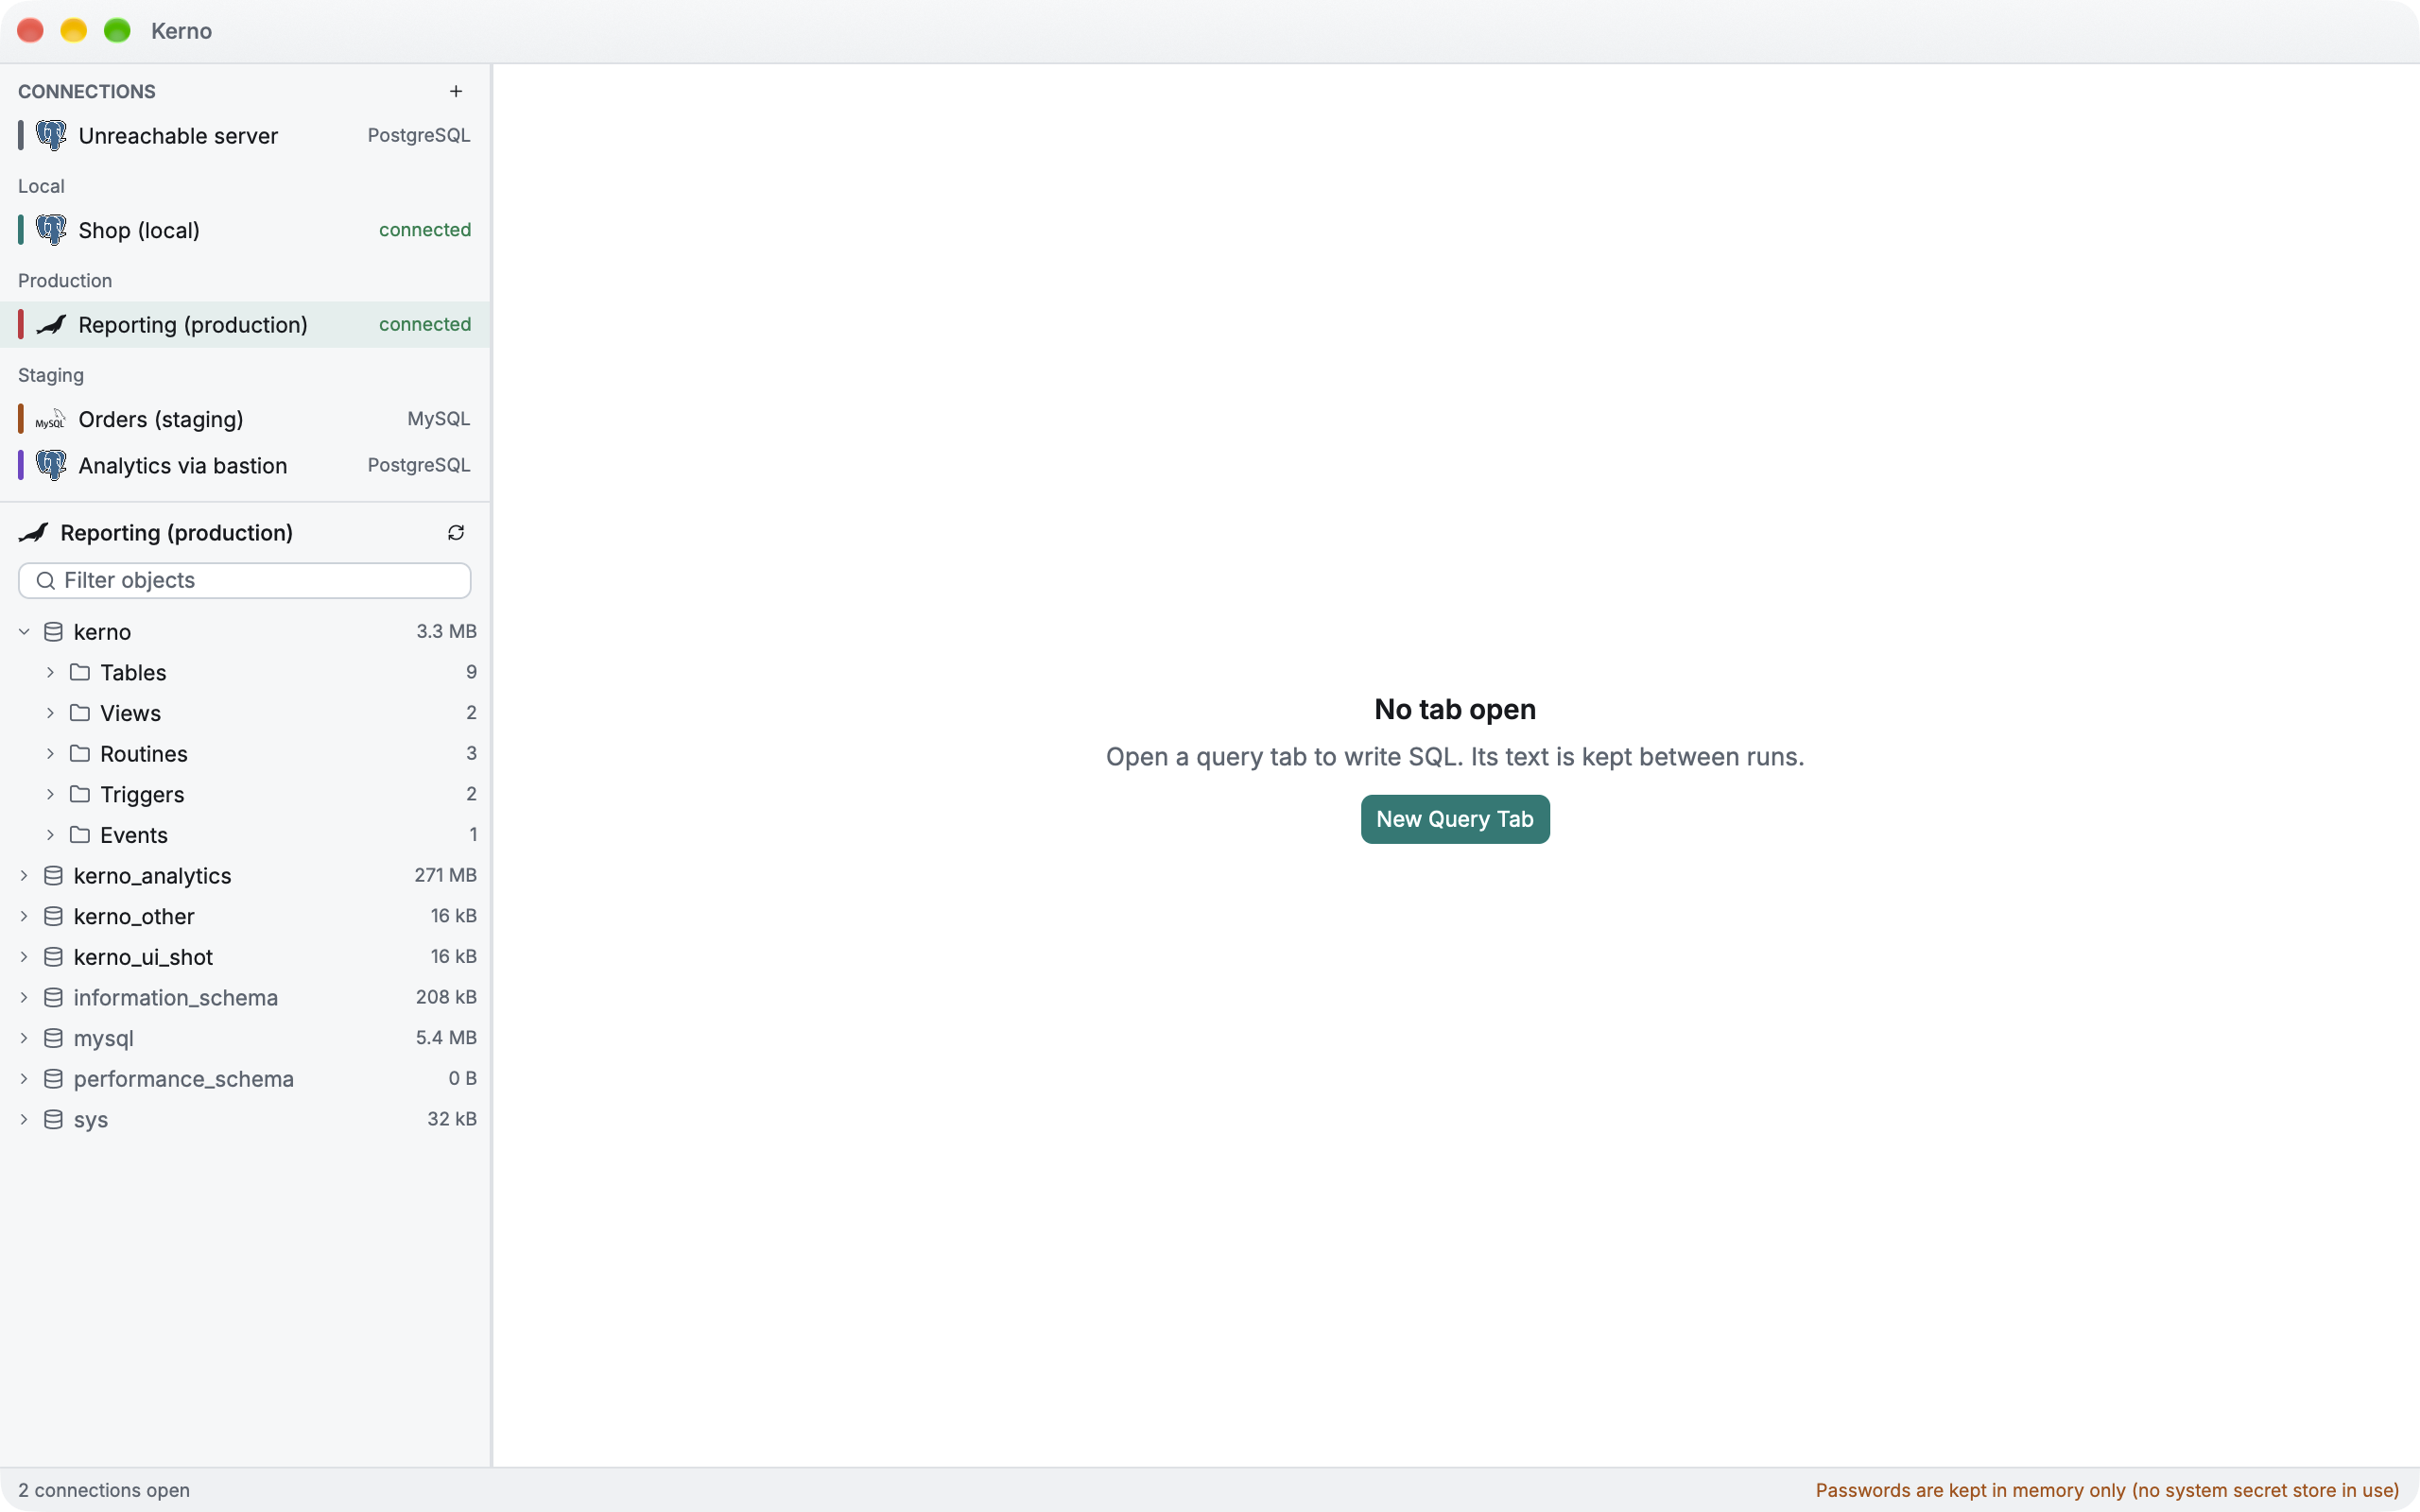 Kerno
CONNECTIONS
Unreachable server PostgreSQL
Local
Shop (local) connected
Production
Reporting (production) connected
Staging
MySQL Orders (staging) MySQL
Analytics via bastion PostgreSQL
Reporting (production)
Filter objects
kerno 3.3 MB
Tables 9
Views 2
Routines 3
Triggers 2
Events 1
kerno_analytics 271 MB
kerno_other 16 kB
kerno_ui_shot 16 kB
information_schema 208 kB
mysql 5.4 MB
performance_schema 0 B
sys 32 kB
No tab open
Open a query tab to write SQL. Its text is kept between runs.
New Query Tab
2 connections open
Passwords are kept in memory only (no system secret store in use)